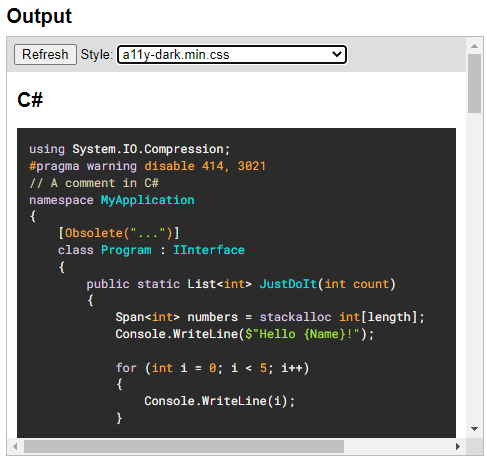 Output
Refresh Style: a11y-dark.min.css
C#
using System.IO.Compression;
#pragma warning disable 414, 3021
// A comment in C#
namespace MyApplication
{
    [Obsolete("...")]
    class Program : IInterface
    {
        public static List<int> JustDoIt(int count)
        {
            Span<int> numbers = stackalloc int[length];
            Console.WriteLine($"Hello {Name}!");

            for (int i = 0; i < 5; i++)
            {
                Console.WriteLine(i);
            }